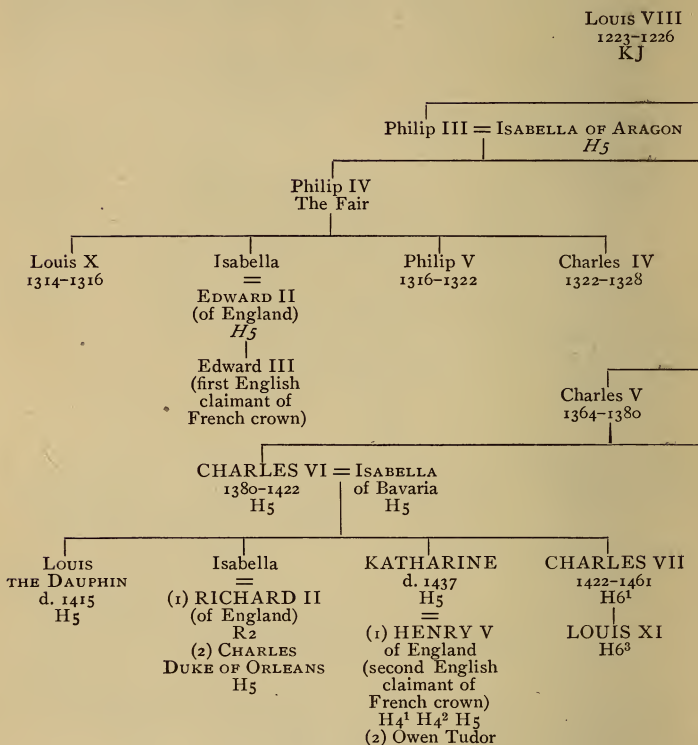 Louis VIII
1223–1226
KJ
Philip III = Isabella of Aragon
H5
Philip IV
The Fair
Louis X
1314–1316
Isabella
=
Edward II
(of England)
H5
Edward III
(first English
claimant of
French crown)
Philip V
1316–1322
Charles IV
1322–1328
Charles V
1364–1380
CHARLES VI = Isabella
1380–1422 of Bavaria
H5 H5
Louis
the Dauphin
d. 1415
H5
Isabella
=
(1) RICHARD II
(of England)
R2
(2) Charles
Duke of Orleans
H5
KATHARINE
d. 1437
H5
=
(1) HENRY V
of England
(second English
claimant of
French crown)
H4¹ H4² H5
(2) Owen Tudor
CHARLES VII
1422–1461
H6¹
LOUIS XI
H6³